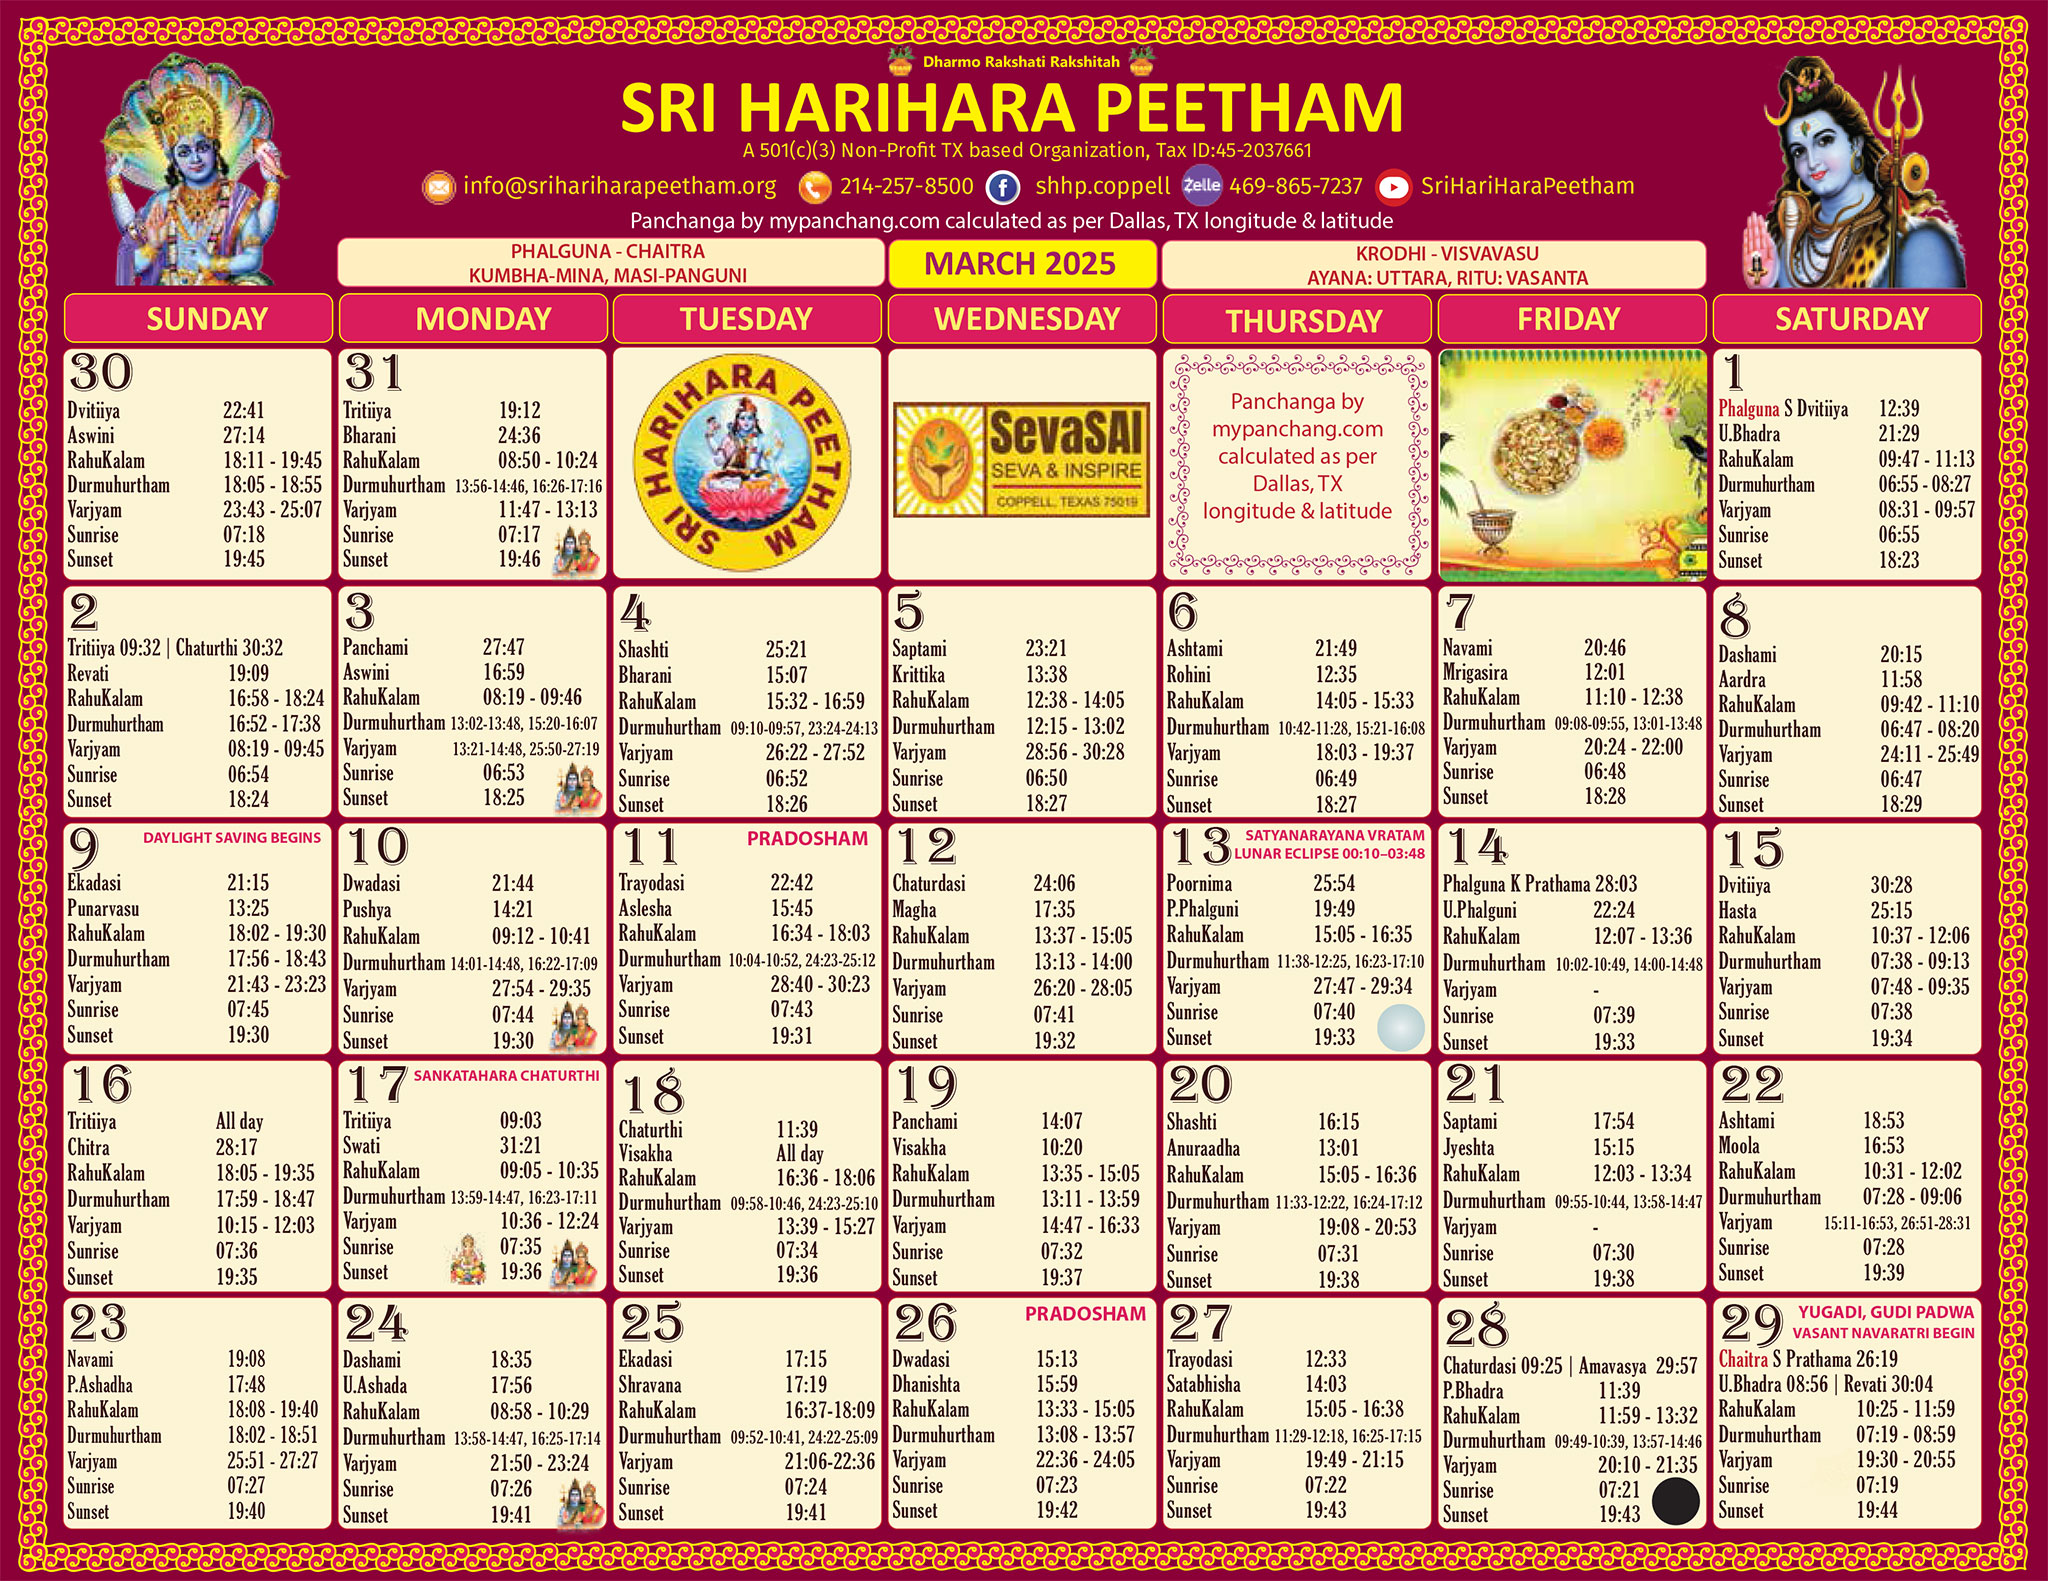 Dharmo Rakshati Rakshitah
SRI HARIHARA PEETHAM
A 501(c)(3) Non-Profit TX based Organization, Tax ID:45-2037661
info@srihariharapeetham.org 214-257-8500 shhp.coppell Zelle 469-865-7237 SriHariHaraPeetham
Panchanga by mypanchang.com calculated as per Dallas, TX longitude & latitude
PHALGUNA - CHAITRA
KUMBHA-MINA, MASI-PANGUNI
MARCH 2025
KRODHI - VISVAVASU
AYANA: UTTARA, RITU: VASANTA
SUNDAY MONDAY TUESDAY WEDNESDAY THURSDAY FRIDAY SATURDAY
30
Dvitiiya 22:41
Aswini 27:14
RahuKalam 18:11 - 19:45
Durmuhurtham 18:05 - 18:55
Varjyam 23:43 - 25:07
Sunrise 07:18
Sunset 19:45
31
Tritiiya 19:12
Bharani 24:36
RahuKalam 08:50 - 10:24
Durmuhurtham 13:56-14:46, 16:26-17:16
Varjyam 11:47 - 13:13
Sunrise 07:17
Sunset 19:46
SRI HARIHARA PEETHAM
SevaSAI
SEVA & INSPIRE
COPPELL, TEXAS 75019
Panchanga by
mypanchang.com
calculated as per
Dallas, TX
longitude & latitude
1
Phalguna S Dvitiiya 12:39
U.Bhadra 21:29
RahuKalam 09:47 - 11:13
Durmuhurtham 06:55 - 08:27
Varjyam 08:31 - 09:57
Sunrise 06:55
Sunset 18:23
2
Tritiiya 09:32 | Chaturthi 30:32
Revati 19:09
RahuKalam 16:58 - 18:24
Durmuhurtham 16:52 - 17:38
Varjyam 08:19 - 09:45
Sunrise 06:54
Sunset 18:24
3
Panchami 27:47
Aswini 16:59
RahuKalam 08:19 - 09:46
Durmuhurtham 13:02-13:48, 15:20-16:07
Varjyam 13:21-14:48, 25:50-27:19
Sunrise 06:53
Sunset 18:25
4
Shashti 25:21
Bharani 15:07
RahuKalam 15:32 - 16:59
Durmuhurtham 09:10-09:57, 23:24-24:13
Varjyam 26:22 - 27:52
Sunrise 06:52
Sunset 18:26
5
Saptami 23:21
Krittika 13:38
RahuKalam 12:38 - 14:05
Durmuhurtham 12:15 - 13:02
Varjyam 28:56 - 30:28
Sunrise 06:50
Sunset 18:27
6
Ashtami 21:49
Rohini 12:35
RahuKalam 14:05 - 15:33
Durmuhurtham 10:42-11:28, 15:21-16:08
Varjyam 18:03 - 19:37
Sunrise 06:49
Sunset 18:27
7
Navami 20:46
Mrigasira 12:01
RahuKalam 11:10 - 12:38
Durmuhurtham 09:08-09:55, 13:01-13:48
Varjyam 20:24 - 22:00
Sunrise 06:48
Sunset 18:28
8
Dashami 20:15
Aardra 11:58
RahuKalam 09:42 - 11:10
Durmuhurtham 06:47 - 08:20
Varjyam 24:11 - 25:49
Sunrise 06:47
Sunset 18:29
9 DAYLIGHT SAVING BEGINS
Ekadasi 21:15
Punarvasu 13:25
RahuKalam 18:02 - 19:30
Durmuhurtham 17:56 - 18:43
Varjyam 21:43 - 23:23
Sunrise 07:45
Sunset 19:30
10
Dwadasi 21:44
Pushya 14:21
RahuKalam 09:12 - 10:41
Durmuhurtham 14:01-14:48, 16:22-17:09
Varjyam 27:54 - 29:35
Sunrise 07:44
Sunset 19:30
11 PRADOSHAM
Trayodasi 22:42
Aslesha 15:45
RahuKalam 16:34 - 18:03
Durmuhurtham 10:04-10:52, 24:23-25:12
Varjyam 28:40 - 30:23
Sunrise 07:43
Sunset 19:31
12
Chaturdasi 24:06
Magha 17:35
RahuKalam 13:37 - 15:05
Durmuhurtham 13:13 - 14:00
Varjyam 26:20 - 28:05
Sunrise 07:41
Sunset 19:32
13 SATYANARAYANA VRATAM
LUNAR ECLIPSE 00:10–03:48
Poornima 25:54
P.Phalguni 19:49
RahuKalam 15:05 - 16:35
Durmuhurtham 11:38-12:25, 16:23-17:10
Varjyam 27:47 - 29:34
Sunrise 07:40
Sunset 19:33
14
Phalguna K Prathama 28:03
U.Phalguni 22:24
RahuKalam 12:07 - 13:36
Durmuhurtham 10:02-10:49, 14:00-14:48
Varjyam -
Sunrise 07:39
Sunset 19:33
15
Dvitiiya 30:28
Hasta 25:15
RahuKalam 10:37 - 12:06
Durmuhurtham 07:38 - 09:13
Varjyam 07:48 - 09:35
Sunrise 07:38
Sunset 19:34
16
Tritiiya All day
Chitra 28:17
RahuKalam 18:05 - 19:35
Durmuhurtham 17:59 - 18:47
Varjyam 10:15 - 12:03
Sunrise 07:36
Sunset 19:35
17 SANKATAHARA CHATURTHI
Tritiiya 09:03
Swati 31:21
RahuKalam 09:05 - 10:35
Durmuhurtham 13:59-14:47, 16:23-17:11
Varjyam 10:36 - 12:24
Sunrise 07:35
Sunset 19:36
18
Chaturthi 11:39
Visakha All day
RahuKalam 16:36 - 18:06
Durmuhurtham 09:58-10:46, 24:23-25:10
Varjyam 13:39 - 15:27
Sunrise 07:34
Sunset 19:36
19
Panchami 14:07
Visakha 10:20
RahuKalam 13:35 - 15:05
Durmuhurtham 13:11 - 13:59
Varjyam 14:47 - 16:33
Sunrise 07:32
Sunset 19:37
20
Shashti 16:15
Anuraadha 13:01
RahuKalam 15:05 - 16:36
Durmuhurtham 11:33-12:22, 16:24-17:12
Varjyam 19:08 - 20:53
Sunrise 07:31
Sunset 19:38
21
Saptami 17:54
Jyeshta 15:15
RahuKalam 12:03 - 13:34
Durmuhurtham 09:55-10:44, 13:58-14:47
Varjyam -
Sunrise 07:30
Sunset 19:38
22
Ashtami 18:53
Moola 16:53
RahuKalam 10:31 - 12:02
Durmuhurtham 07:28 - 09:06
Varjyam 15:11-16:53, 26:51-28:31
Sunrise 07:28
Sunset 19:39
23
Navami 19:08
P.Ashadha 17:48
RahuKalam 18:08 - 19:40
Durmuhurtham 18:02 - 18:51
Varjyam 25:51 - 27:27
Sunrise 07:27
Sunset 19:40
24
Dashami 18:35
U.Ashada 17:56
RahuKalam 08:58 - 10:29
Durmuhurtham 13:58-14:47, 16:25-17:14
Varjyam 21:50 - 23:24
Sunrise 07:26
Sunset 19:41
25
Ekadasi 17:15
Shravana 17:19
RahuKalam 16:37-18:09
Durmuhurtham 09:52-10:41, 24:22-25:09
Varjyam 21:06-22:36
Sunrise 07:24
Sunset 19:41
26 PRADOSHAM
Dwadasi 15:13
Dhanishta 15:59
RahuKalam 13:33 - 15:05
Durmuhurtham 13:08 - 13:57
Varjyam 22:36 - 24:05
Sunrise 07:23
Sunset 19:42
27
Trayodasi 12:33
Satabhisha 14:03
RahuKalam 15:05 - 16:38
Durmuhurtham 11:29-12:18, 16:25-17:15
Varjyam 19:49 - 21:15
Sunrise 07:22
Sunset 19:43
28
Chaturdasi 09:25 | Amavasya 29:57
P.Bhadra 11:39
RahuKalam 11:59 - 13:32
Durmuhurtham 09:49-10:39, 13:57-14:46
Varjyam 20:10 - 21:35
Sunrise 07:21
Sunset 19:43
29 YUGADI, GUDI PADWA
VASANT NAVARATRI BEGIN
Chaitra S Prathama 26:19
U.Bhadra 08:56 | Revati 30:04
RahuKalam 10:25 - 11:59
Durmuhurtham 07:19 - 08:59
Varjyam 19:30 - 20:55
Sunrise 07:19
Sunset 19:44